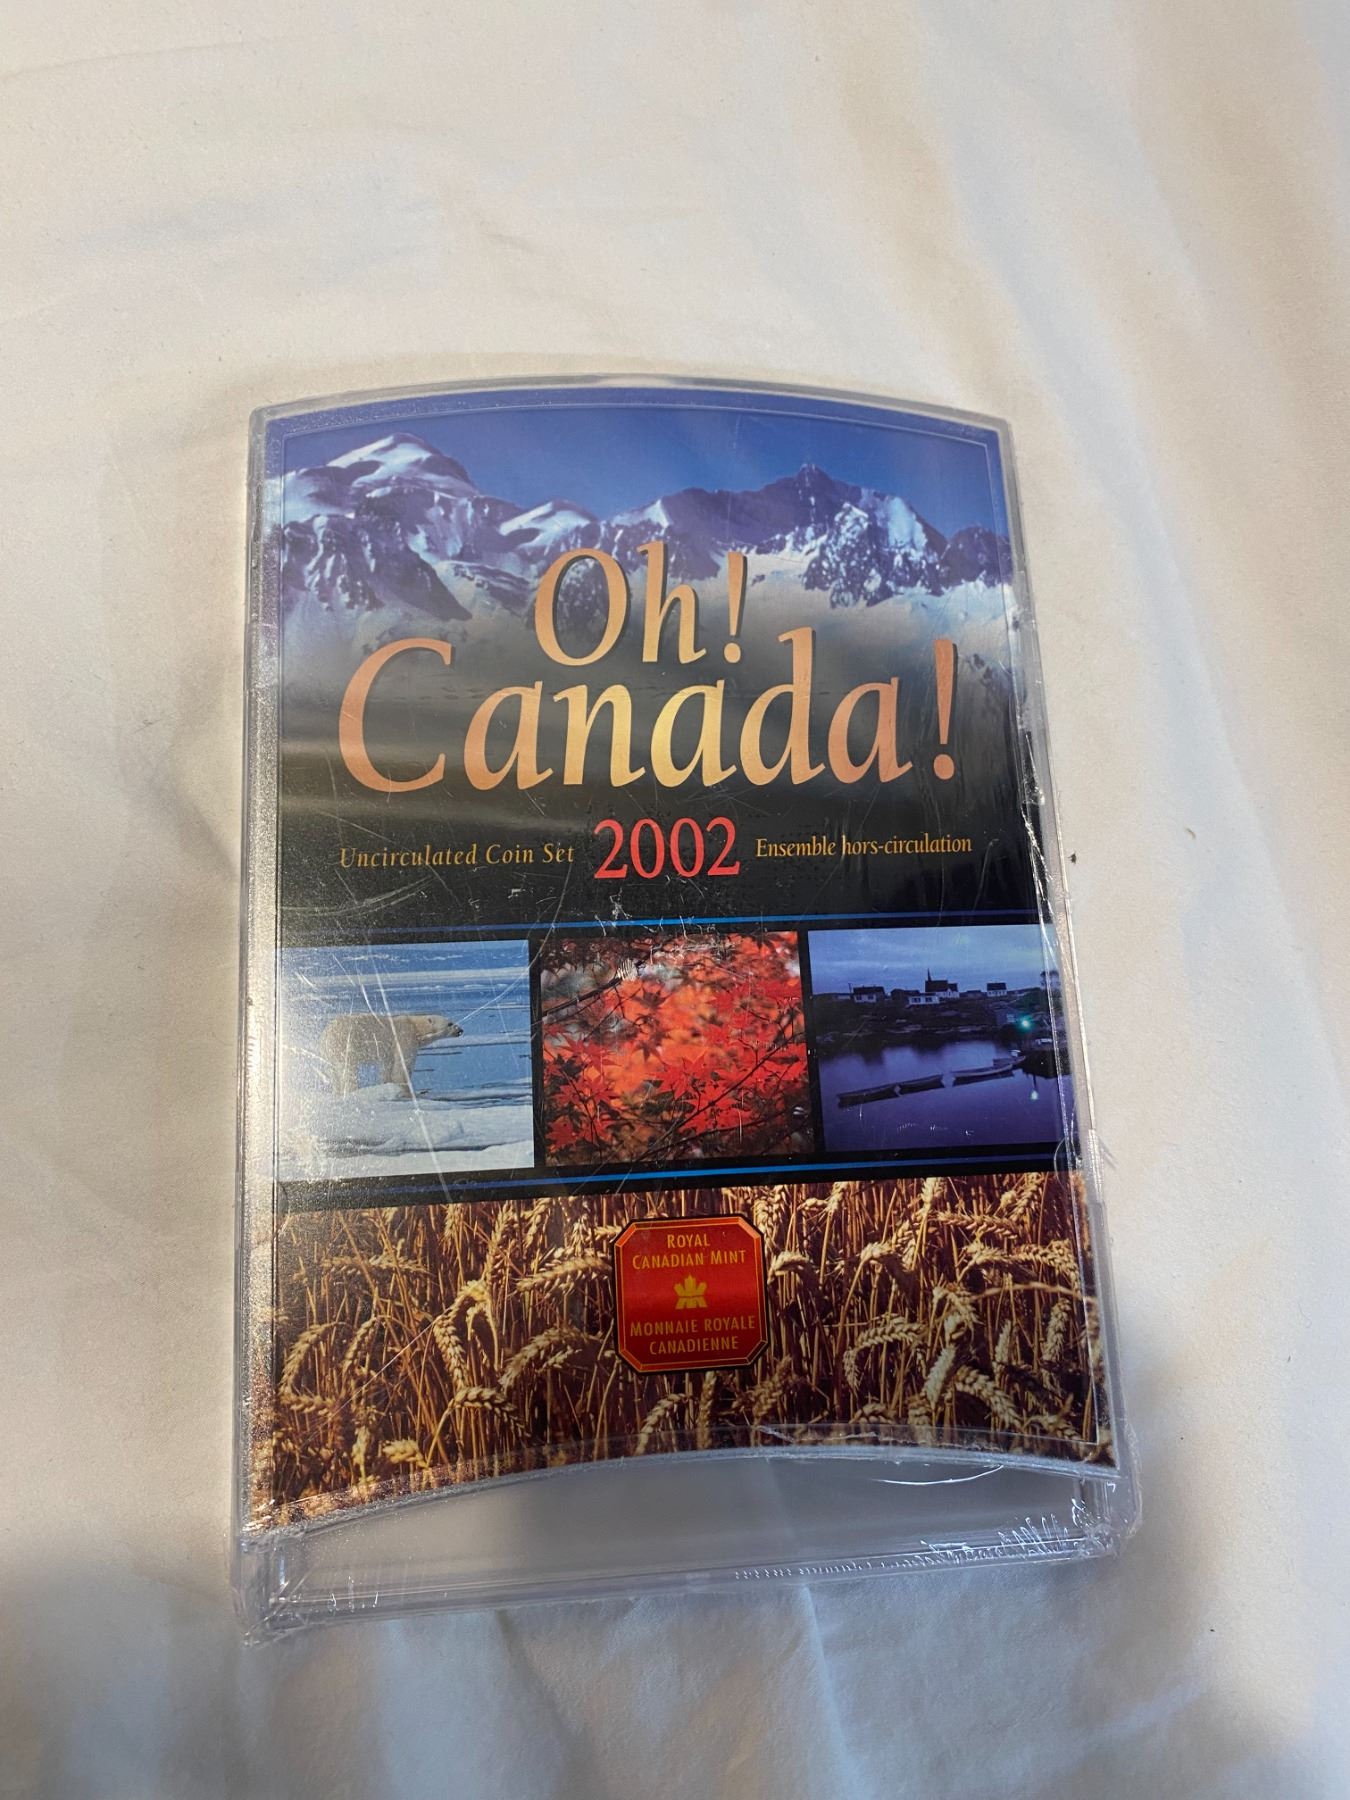 Oh!
Canada!
Uncirculated Coin Set 2002 Ensemble hors-circulation
ROYAL
CANADIAN MINT
MONNAIE ROYALE
CANADIENNE